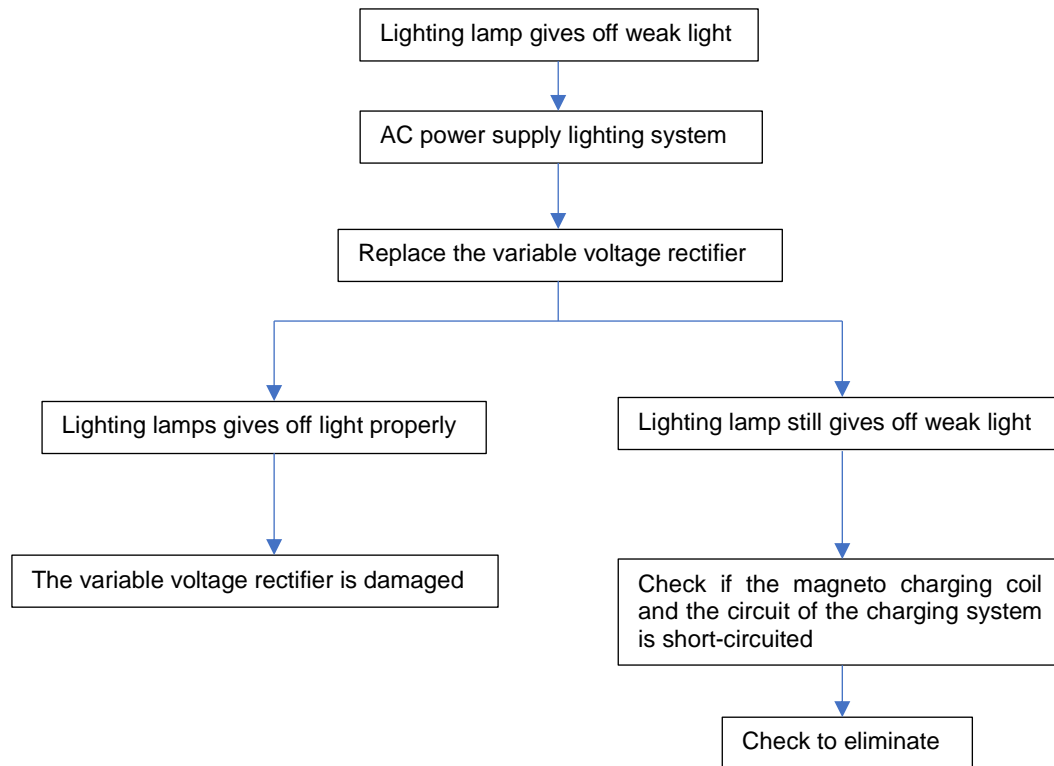 Lighting lamp gives off weak light
AC power supply lighting system
Replace the variable voltage rectifier
Lighting lamps gives off light properly
Lighting lamp still gives off weak light
The variable voltage rectifier is damaged
Check if the magneto charging coil
and the circuit of the charging system
is short-circuited
Check to eliminate